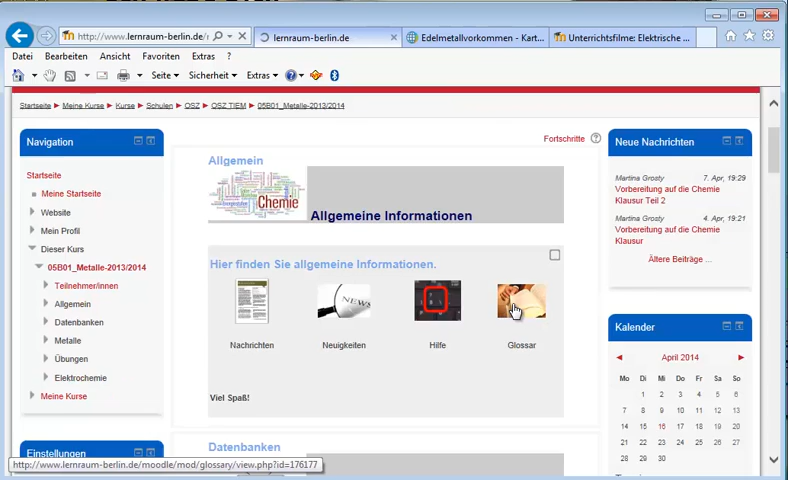 http://www.lernraum-berlin.de/r
lernraum-berlin.de
Edelmetallvorkommen - Kart...
Unterrichtsfilme: Elektrische ...
Datei Bearbeiten Ansicht Favoriten Extras ?
Seite Sicherheit Extras
Startseite Meine Kurse Kurse Schulen OSZ OSZ TIEM 05B01_Metalle-2013/2014
Navigation
Startseite
Meine Startseite
Website
Mein Profil
Dieser Kurs
05B01_Metalle-2013/2014
Teilnehmer/innen
Allgemein
Datenbanken
Metalle
Übungen
Elektrochemie
Meine Kurse
Einstellungen
Fortschritte ?
Allgemein
Chemie
Allgemeine Informationen
Hier finden Sie allgemeine Informationen.
NEWS
Nachrichten Neuigkeiten Hilfe Glossar
Viel Spaß!
Datenbanken
Neue Nachrichten
Martina Grosty 7. Apr, 19:29
Vorbereitung auf die Chemie
Klausur Teil 2
Martina Grosty 4. Apr, 19:21
Vorbereitung auf die Chemie
Klausur
Ältere Beiträge ...
Kalender
April 2014
Mo Di Mi Do Fr Sa So
1 2 3 4 5 6
7 8 9 10 11 12 13
14 15 16 17 18 19 20
21 22 23 24 25 26 27
28 29 30
http://www.lernraum-berlin.de/moodle/mod/glossary/view.php?id=176177